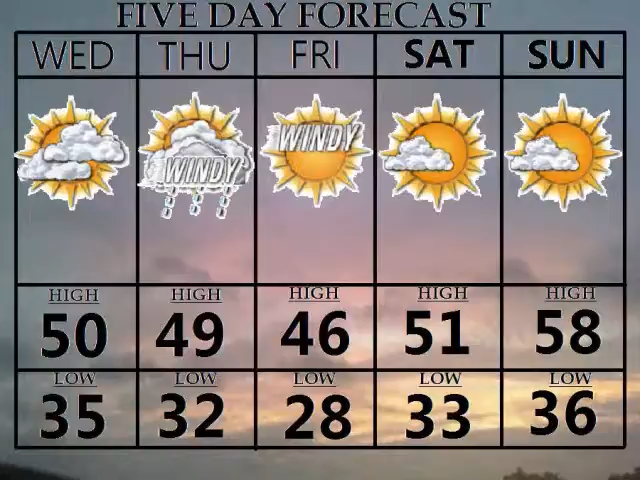 FIVE DAY FORECAST
WED THU FRI SAT SUN
WINDY WINDY
HIGH HIGH HIGH HIGH HIGH
50 49 46 51 58
LOW LOW LOW LOW LOW
35 32 28 33 36